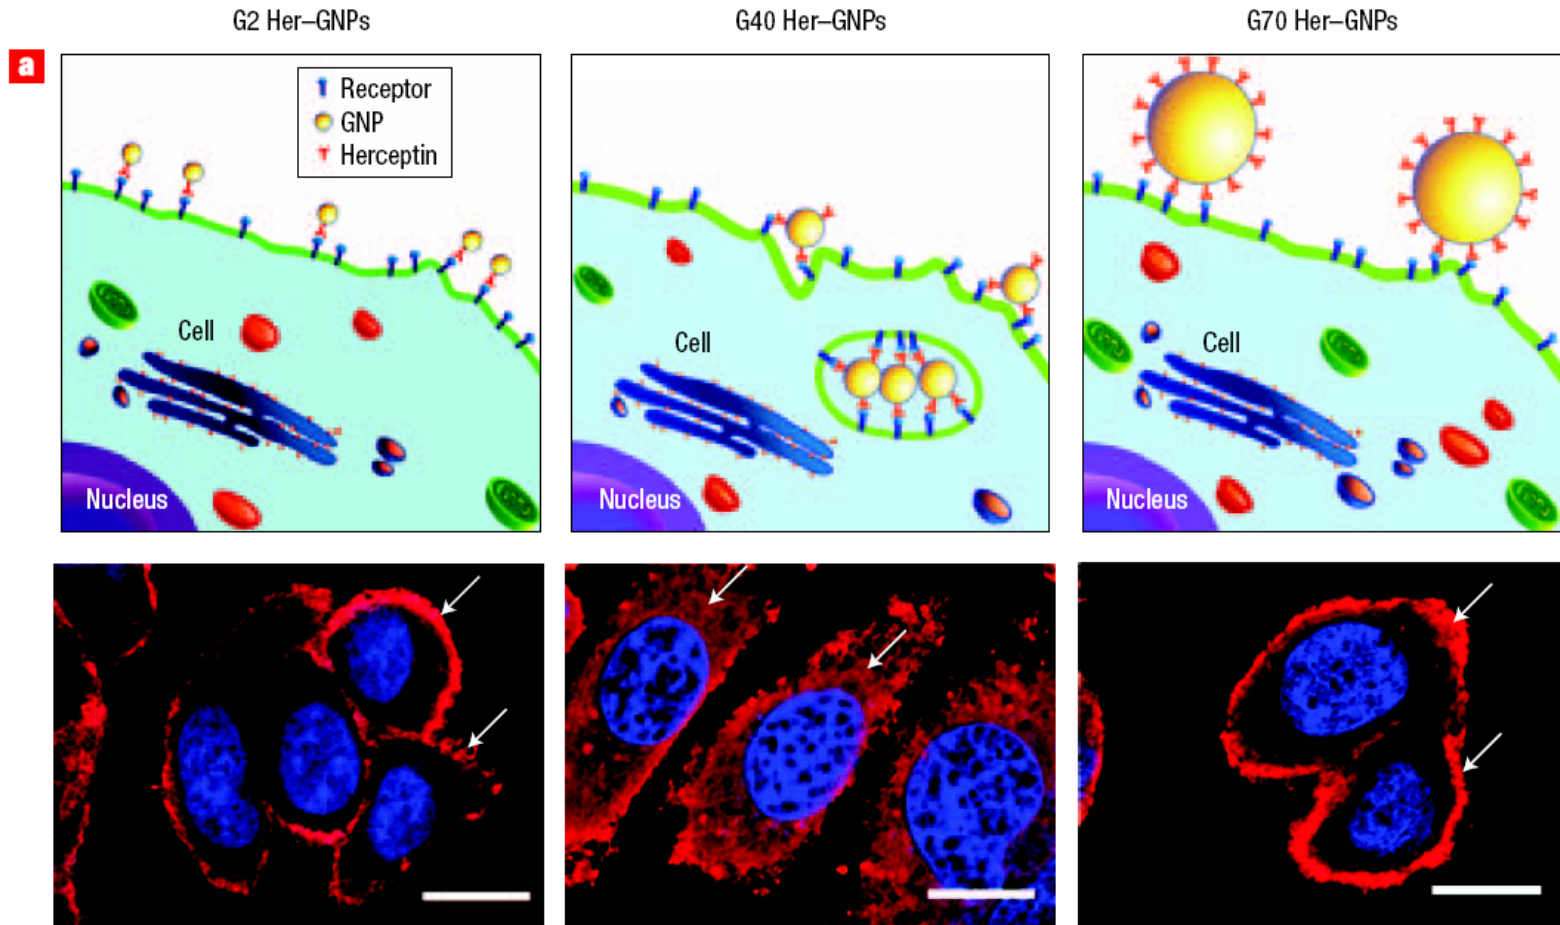 G2 Her–GNPs
G40 Her–GNPs
G70 Her–GNPs
a
Receptor
GNP
Herceptin
Cell
Nucleus
Cell
Nucleus
Cell
Nucleus